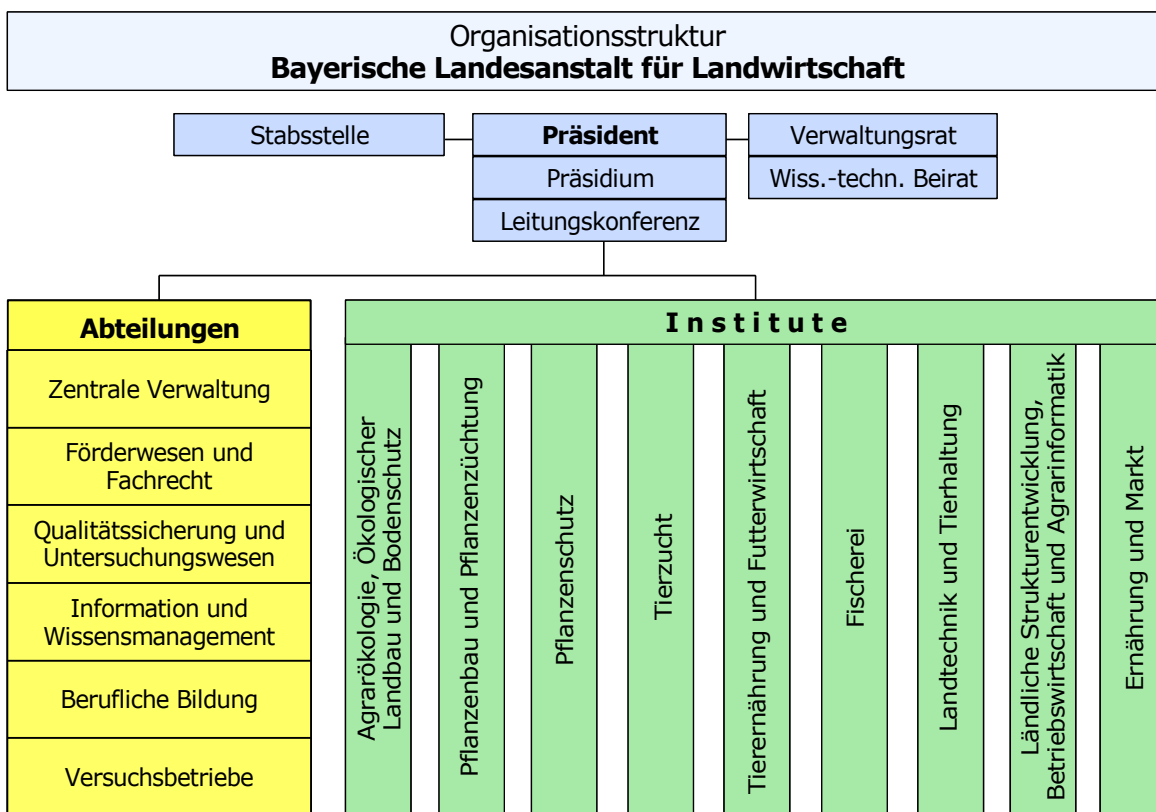 Organisationsstruktur
Bayerische Landesanstalt für Landwirtschaft
Stabsstelle
Präsident
Verwaltungsrat
Präsidium
Wiss.-techn. Beirat
Leitungskonferenz
Abteilungen
Zentrale Verwaltung
Förderwesen und
Fachrecht
Qualitätssicherung und
Untersuchungswesen
Information und
Wissensmanagement
Berufliche Bildung
Versuchsbetriebe
Institute
Agrarökologie, Ökologischer
Landbau und Bodenschutz
Pflanzenbau und Pflanzenzüchtung
Pflanzenschutz
Tierzucht
Tierernährung und Futterwirtschaft
Fischerei
Landtechnik und Tierhaltung
Ländliche Strukturentwicklung,
Betriebswirtschaft und Agrarinformatik
Ernährung und Markt